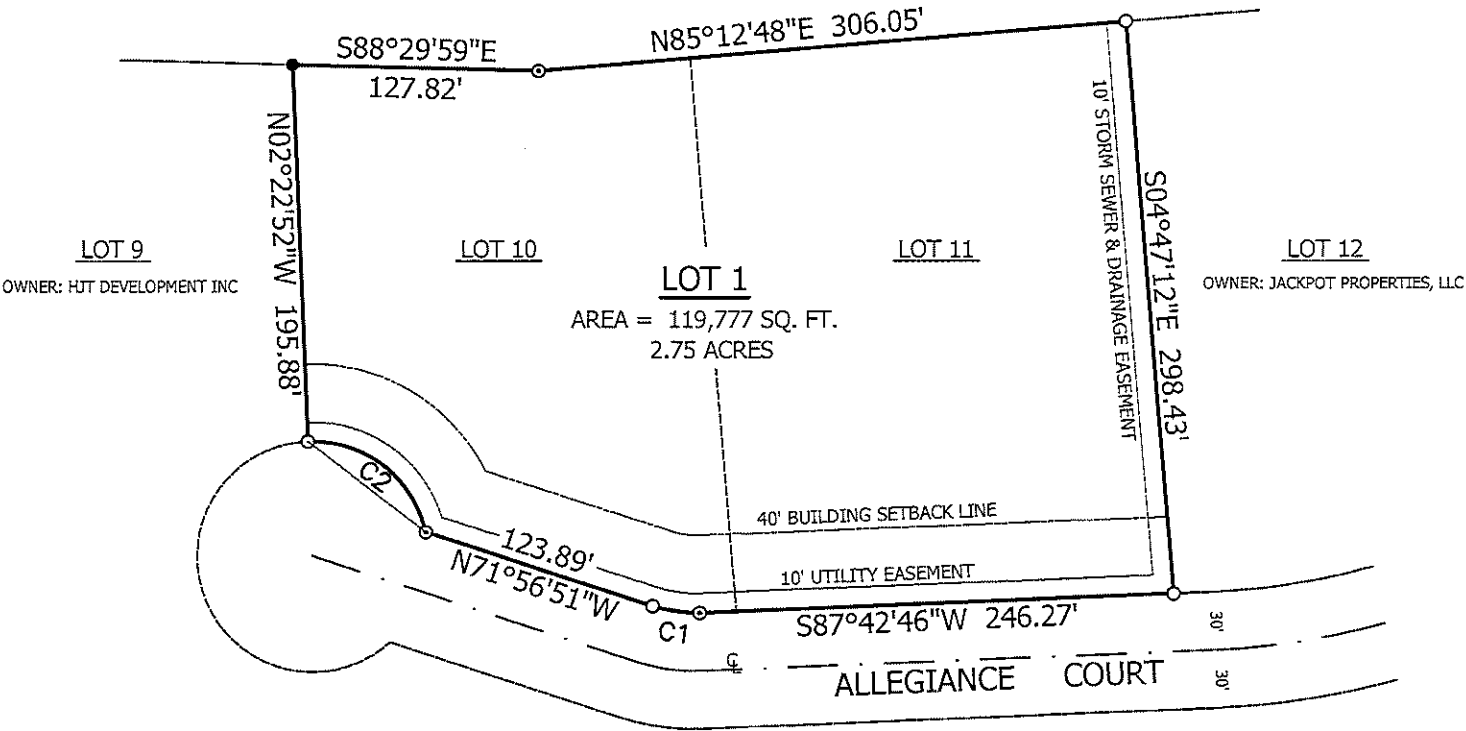 S88°29'59"E
127.82'
N85°12'48"E 306.05'
N02°22'52"W 195.88'
10' STORM SEWER & DRAINAGE EASEMENT
S04°47'12"E 298.43'
LOT 9
OWNER: HJT DEVELOPMENT INC
LOT 10
LOT 11
LOT 12
OWNER: JACKPOT PROPERTIES, LLC
LOT 1
AREA = 119,777 SQ. FT.
2.75 ACRES
C2
40' BUILDING SETBACK LINE
123.89'
N71°56'51"W
10' UTILITY EASEMENT
C1
S87°42'46"W 246.27'
30'
℄
ALLEGIANCE COURT
30'